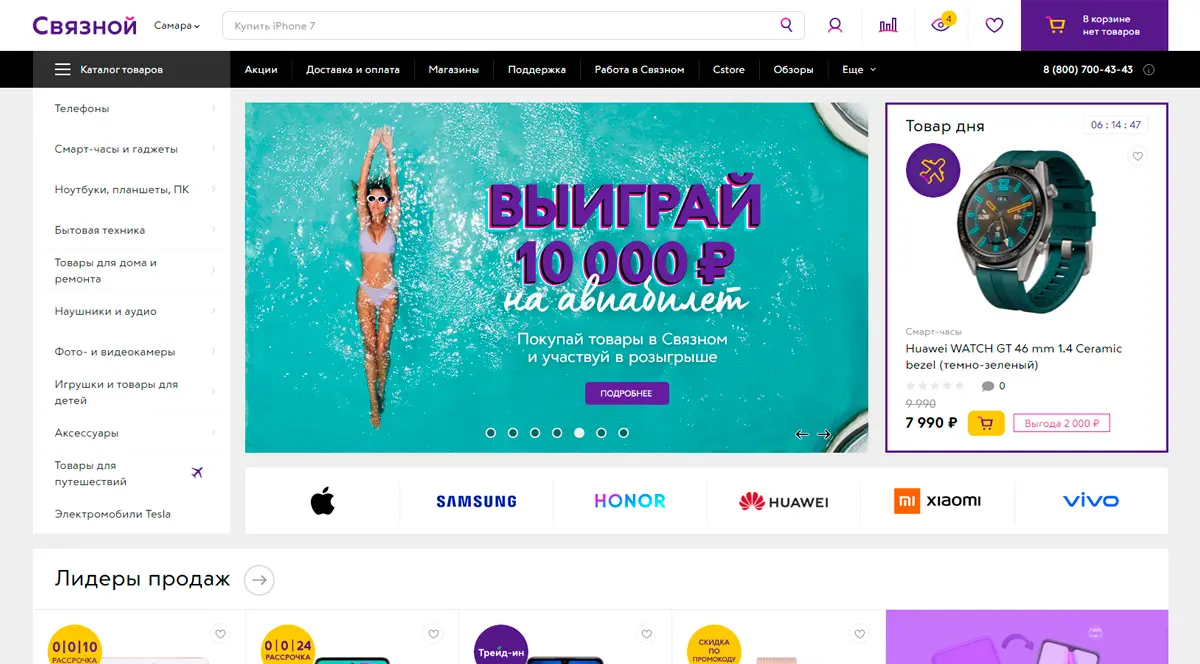 Связной
Самара
Купить iPhone 7
4
В корзине
нет товаров
Каталог товаров
Акции
Доставка и оплата
Магазины
Поддержка
Работа в Связном
Cstore
Обзоры
Еще
8 (800) 700-43-43
Телефоны
Смарт-часы и гаджеты
Ноутбуки, планшеты, ПК
Бытовая техника
Товары для дома и
ремонта
Наушники и аудио
Фото- и видеокамеры
Игрушки и товары для
детей
Аксессуары
Товары для
путешествий
Электромобили Tesla
ВЫИГРАЙ
10 000 ₽
на авиабилет
Покупай товары в Связном
и участвуй в розыгрыше
ПОДРОБНЕЕ
Товар дня
06 : 14 : 47
Смарт-часы
Huawei WATCH GT 46 mm 1.4 Ceramic
bezel (темно-зеленый)
0
9 990
7 990 ₽
Выгода 2 000 ₽
SAMSUNG
HONOR
HUAWEI
mi xiaomi
vivo
Лидеры продаж
0|0|10
РАССРОЧКА
0|0|24
РАССРОЧКА
Трейд-ин
СКИДКА
ПО
ПРОМОКОДУ